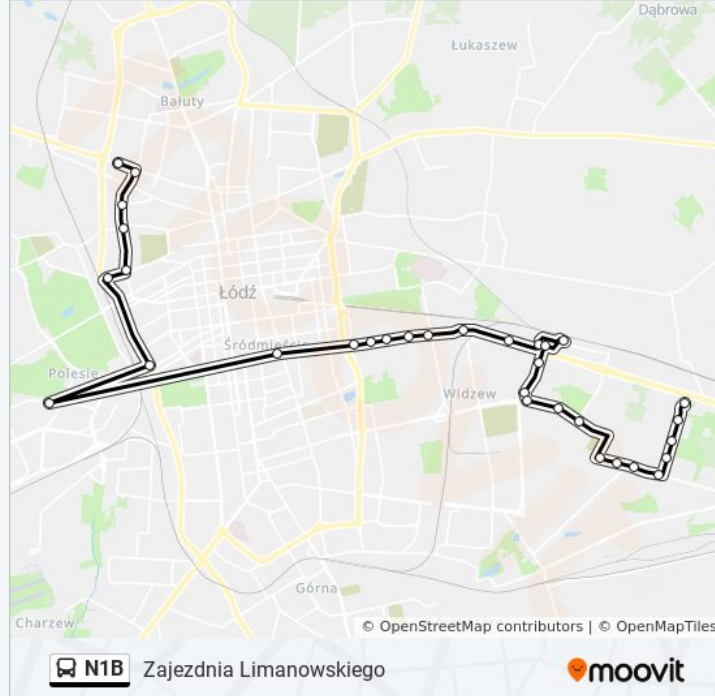 Dąbrowa
Łukaszew
Bałuty
Łódź
Śródmieście
Polesie
Widzew
Górna
Charzew
© OpenStreetMap contributors | © OpenMapTiles
N1B Zajezdnia Limanowskiego
moovit